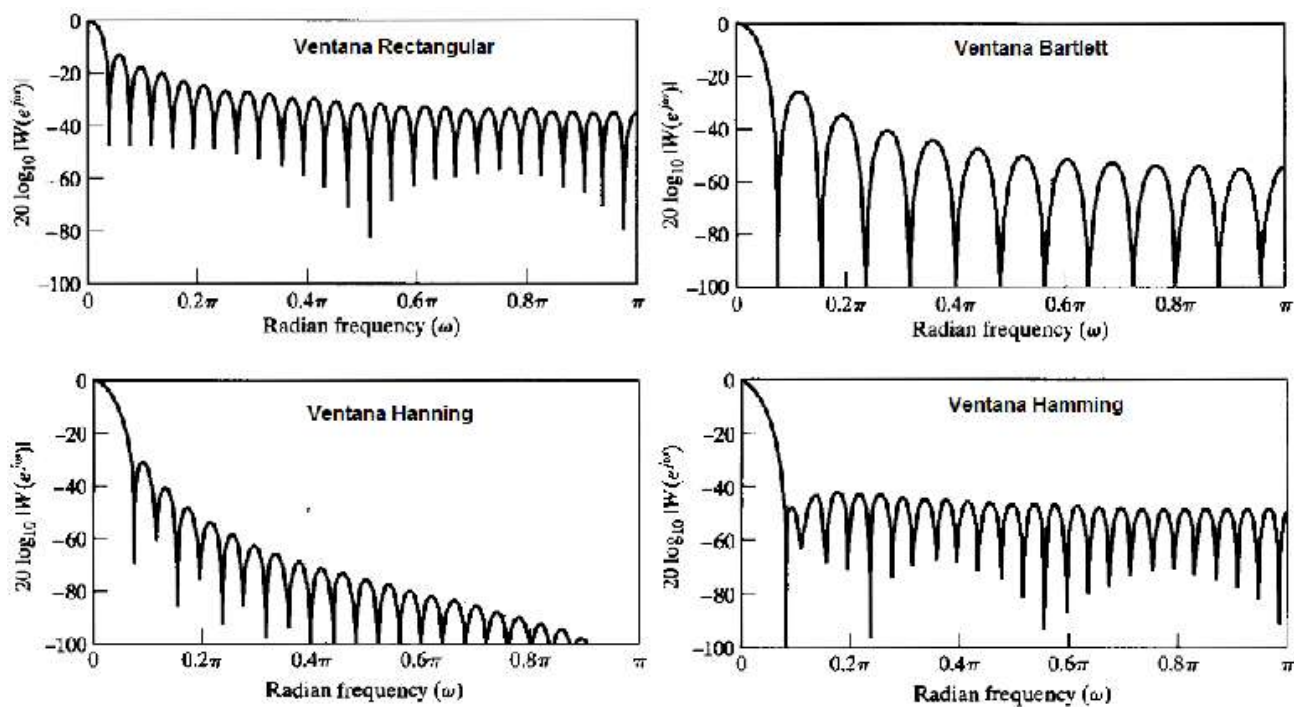 Ventana Rectangular
20 log10 |W(e^jω)|
0
−20
−40
−60
−80
−100
0 0.2π 0.4π 0.6π 0.8π π
Radian frequency (ω)
Ventana Bartlett
20 log10 |W(e^jω)|
0
−20
−40
−60
−80
−100
0 0.2π 0.4π 0.6π 0.8π π
Radian frequency (ω)
Ventana Hanning
20 log10 |W(e^jω)|
0
−20
−40
−60
−80
−100
0 0.2π 0.4π 0.6π 0.8π π
Radian frequency (ω)
Ventana Hamming
20 log10 |W(e^jω)|
0
−20
−40
−60
−80
−100
0 0.2π 0.4π 0.6π 0.8π π
Radian frequency (ω)